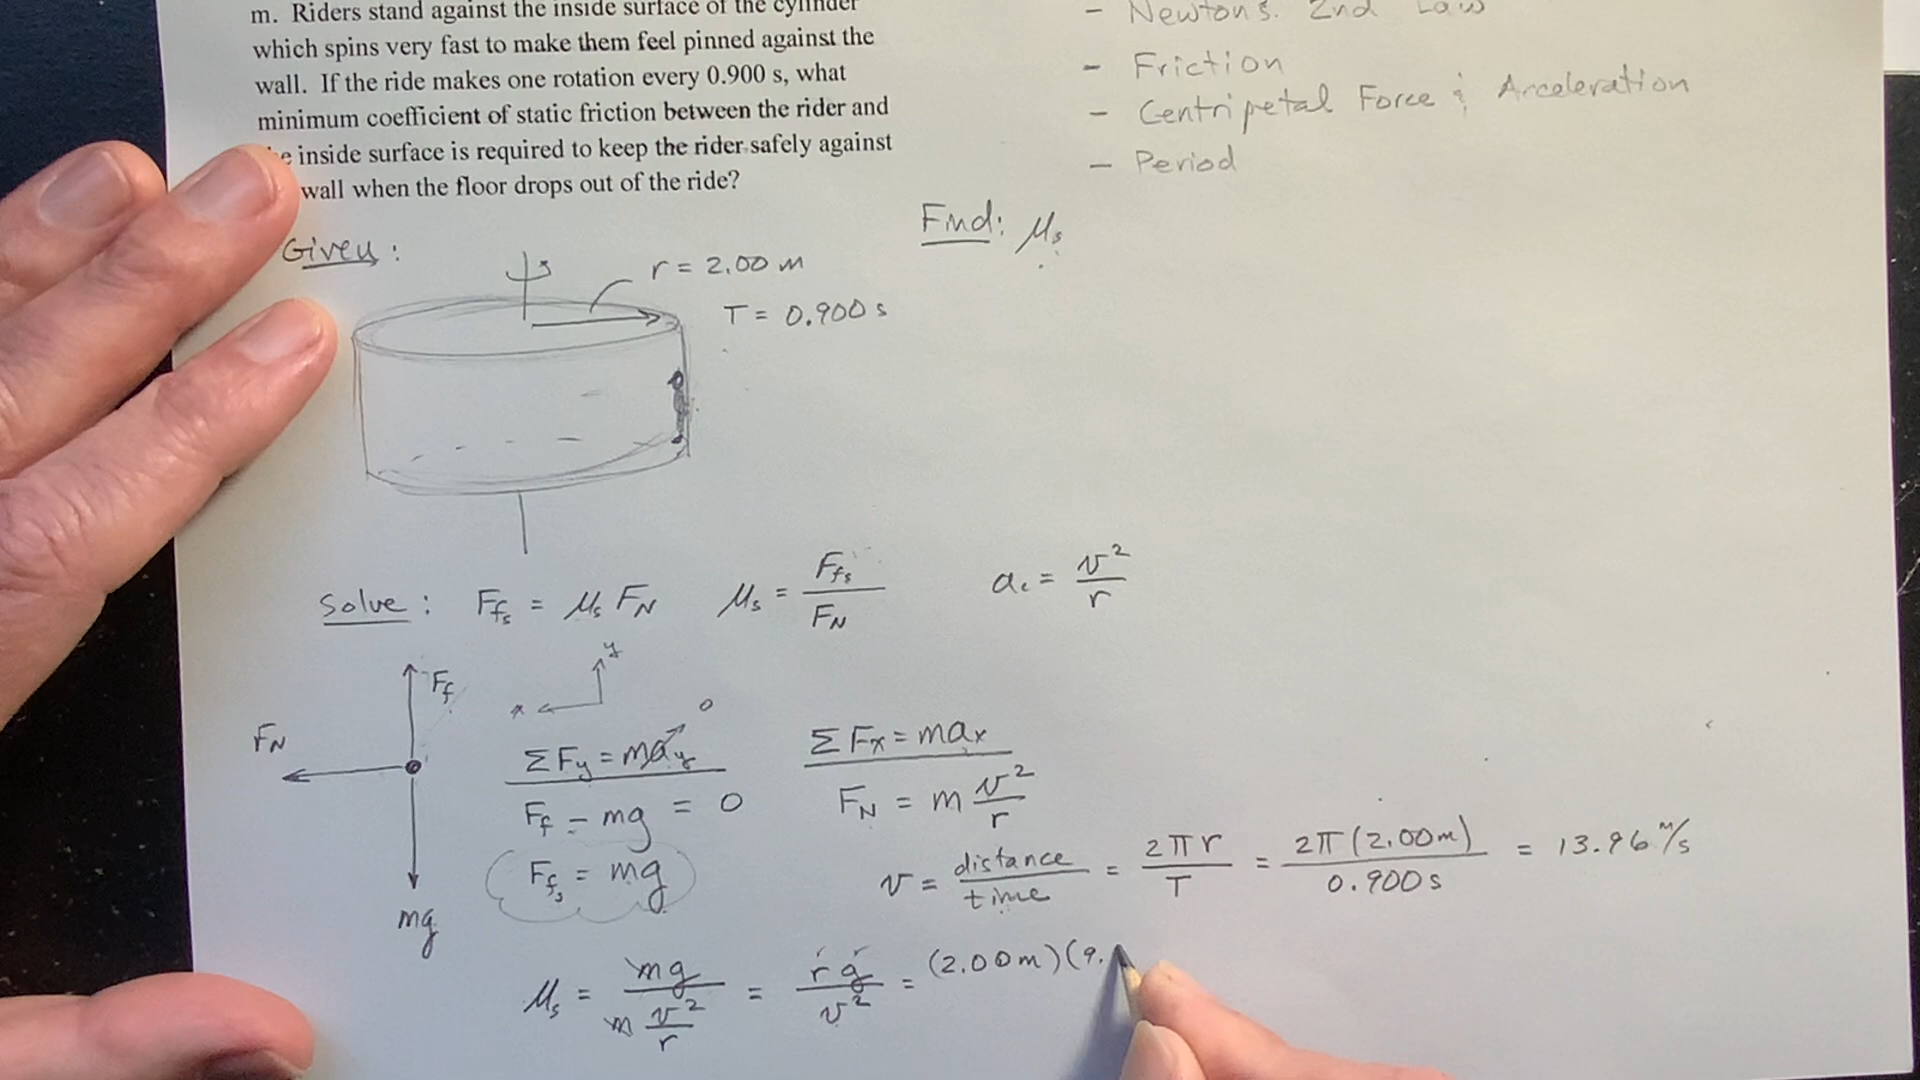 m. Riders stand against the inside surface of the cylinder
which spins very fast to make them feel pinned against the
wall. If the ride makes one rotation every 0.900 s, what
minimum coefficient of static friction between the rider and
inside surface is required to keep the rider safely against
wall when the floor drops out of the ride?
- Newtons. 2nd Law
- Friction
- Centripetal Force & Acceleration
- Period
Given:
Find: μs
r = 2.00 m
T = 0.900 s
Solve: Ffs = μs FN μs = Ffs / FN ac = v² / r
Ff
FN
mg
y
x
ΣFy = may 0
Ff - mg = 0
Ffs = mg
ΣFx = max
FN = m v² / r
v = distance / time = 2πr / T = 2π(2.00m) / 0.900s = 13.96 m/s
μs = mg / m v² / r = rg / v² = (2.00m)(9.